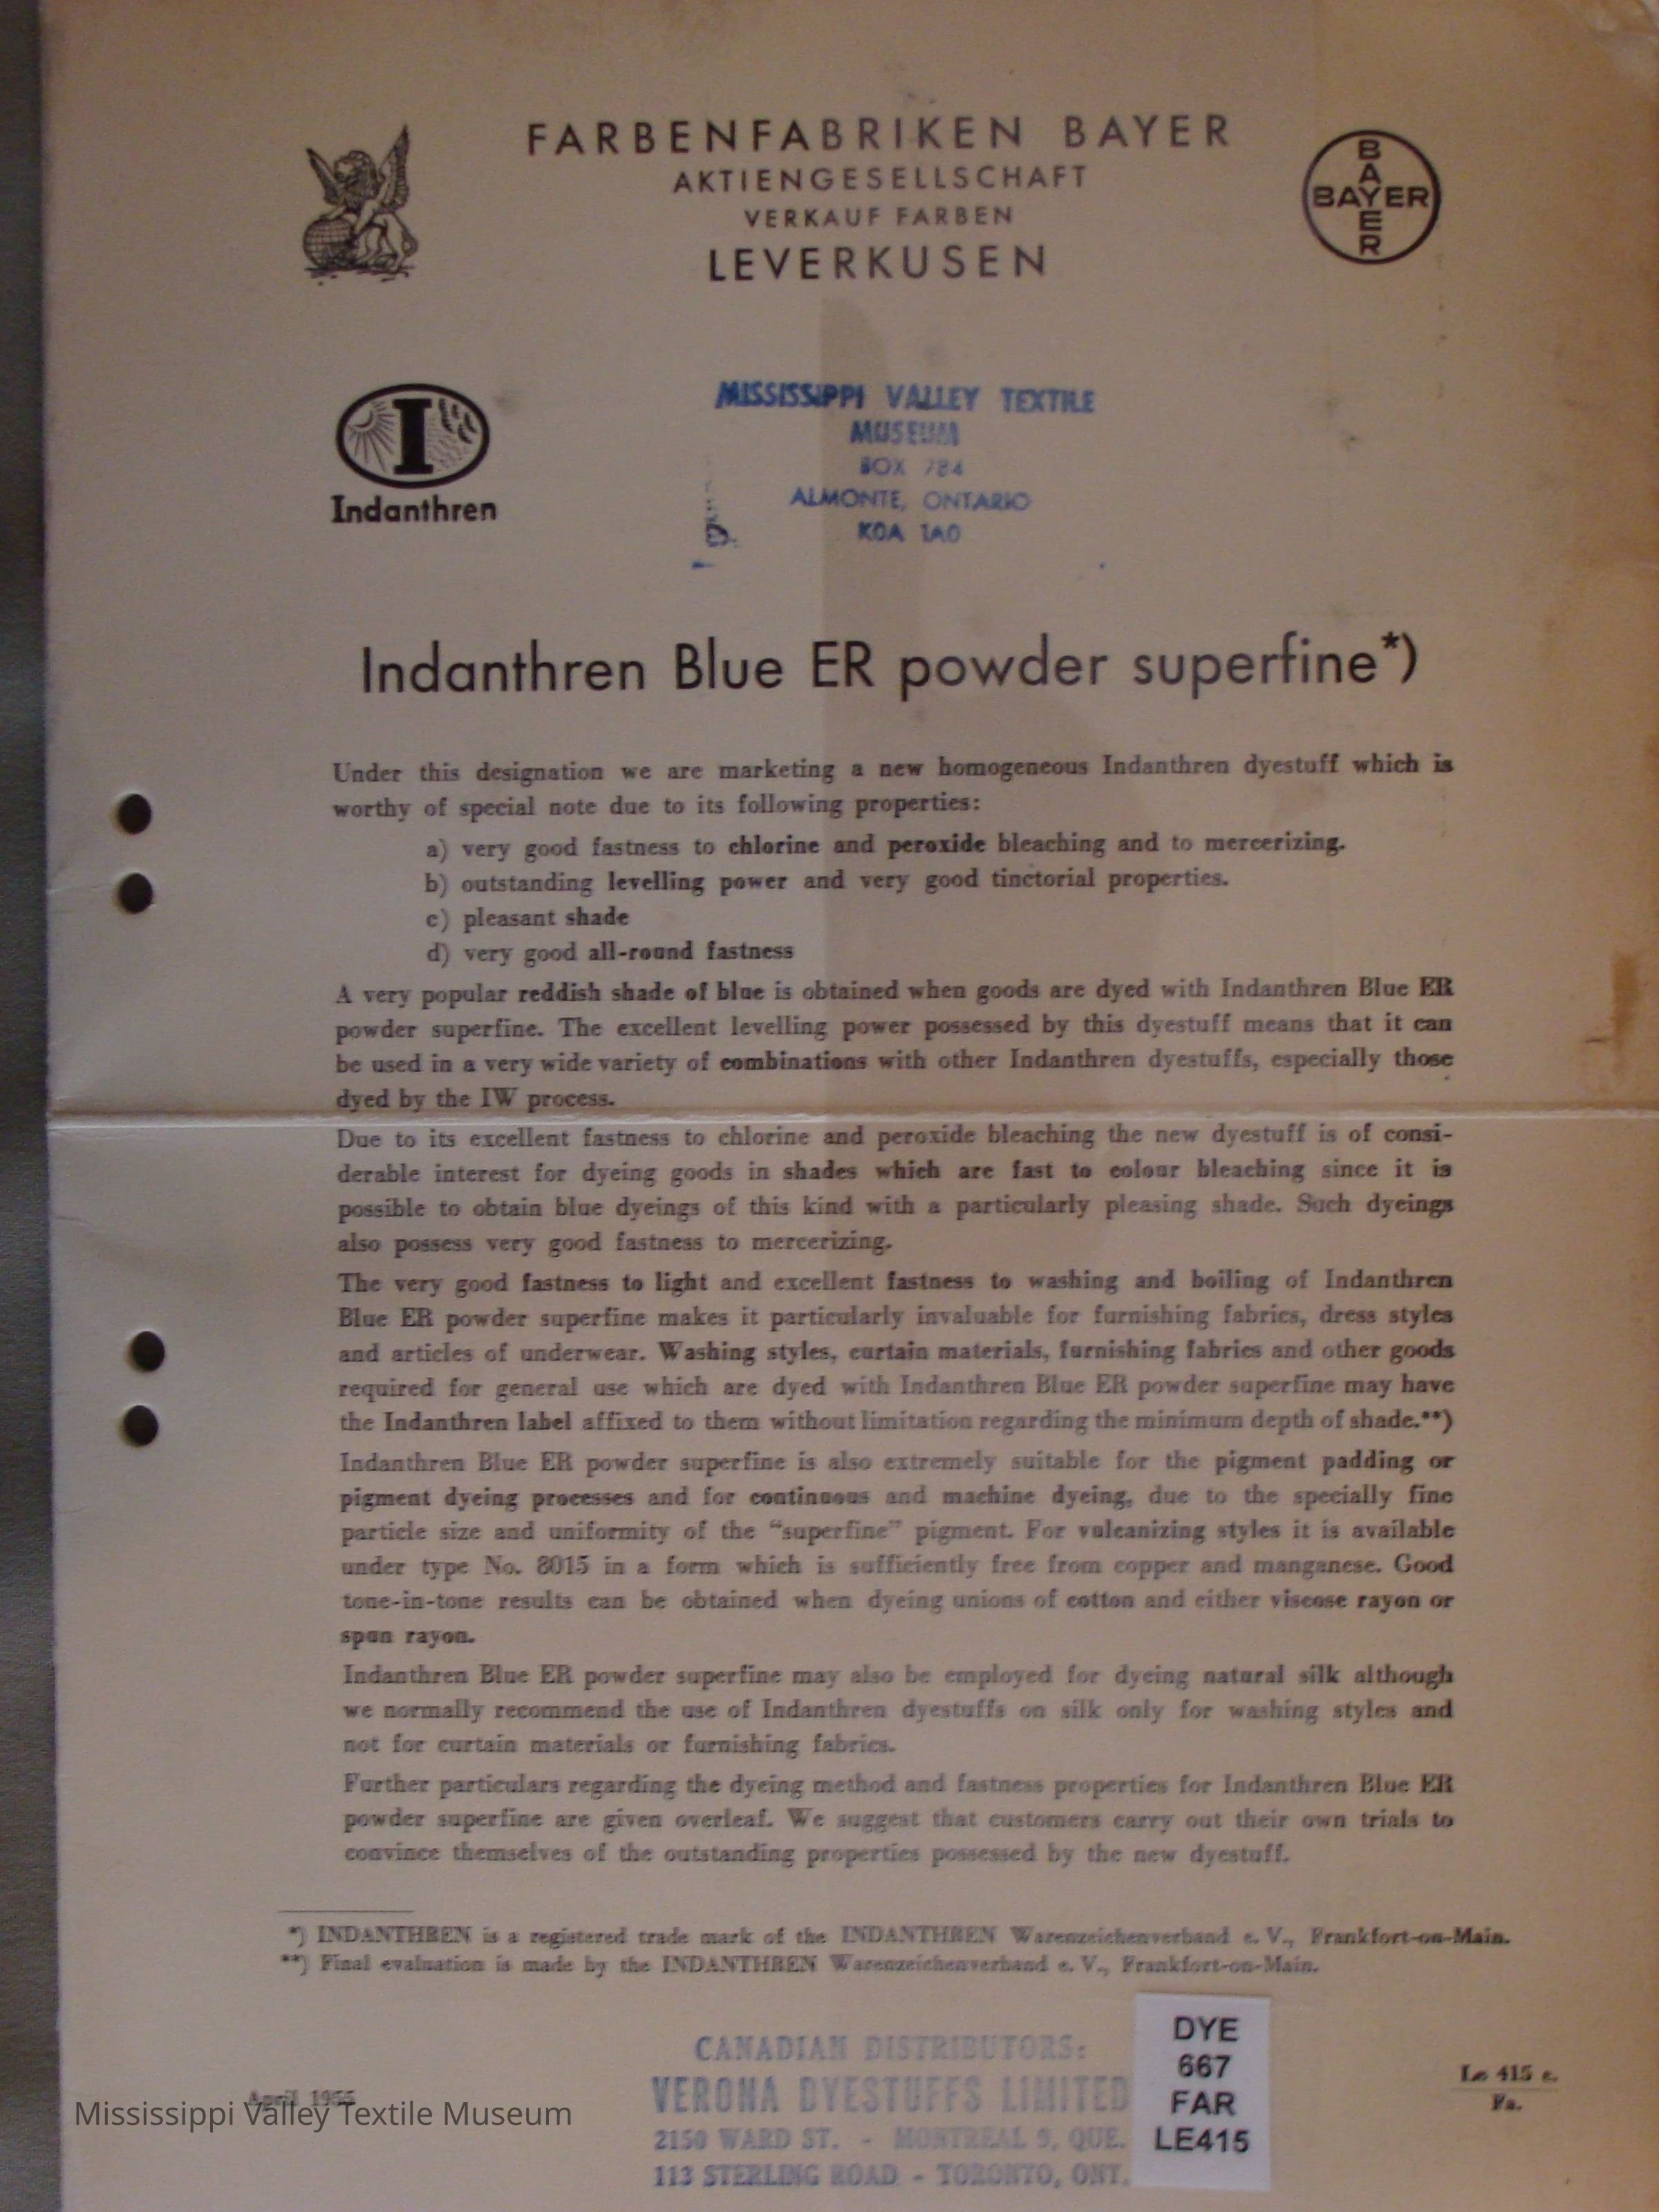 FARBENFABRIKEN BAYER
AKTIENGESELLSCHAFT
VERKAUF FARBEN
LEVERKUSEN
BAYER
BAYER
I
Indanthren
MISSISSIPPI VALLEY TEXTILE
MUSEUM
BOX 784
ALMONTE, ONTARIO
K0A 1A0
Indanthren Blue ER powder superfine*)
Under this designation we are marketing a new homogeneous Indanthren dyestuff which is
worthy of special note due to its following properties:
a) very good fastness to chlorine and peroxide bleaching and to mercerizing.
b) outstanding levelling power and very good tinctorial properties.
c) pleasant shade
d) very good all-round fastness
A very popular reddish shade of blue is obtained when goods are dyed with Indanthren Blue ER
powder superfine. The excellent levelling power possessed by this dyestuff means that it can
be used in a very wide variety of combinations with other Indanthren dyestuffs, especially those
dyed by the IW process.
Due to its excellent fastness to chlorine and peroxide bleaching the new dyestuff is of consi-
derable interest for dyeing goods in shades which are fast to colour bleaching since it is
possible to obtain blue dyeings of this kind with a particularly pleasing shade. Such dyeings
also possess very good fastness to mercerizing.
The very good fastness to light and excellent fastness to washing and boiling of Indanthren
Blue ER powder superfine makes it particularly invaluable for furnishing fabrics, dress styles
and articles of underwear. Washing styles, curtain materials, furnishing fabrics and other goods
required for general use which are dyed with Indanthren Blue ER powder superfine may have
the Indanthren label affixed to them without limitation regarding the minimum depth of shade.**)
Indanthren Blue ER powder superfine is also extremely suitable for the pigment padding or
pigment dyeing processes and for continuous and machine dyeing, due to the specially fine
particle size and uniformity of the “superfine” pigment. For vulcanizing styles it is available
under type No. 8015 in a form which is sufficiently free from copper and manganese. Good
tone-in-tone results can be obtained when dyeing unions of cotton and either viscose rayon or
spun rayon.
Indanthren Blue ER powder superfine may also be employed for dyeing natural silk although
we normally recommend the use of Indanthren dyestuffs on silk only for washing styles and
not for curtain materials or furnishing fabrics.
Further particulars regarding the dyeing method and fastness properties for Indanthren Blue ER
powder superfine are given overleaf. We suggest that customers carry out their own trials to
convince themselves of the outstanding properties possessed by the new dyestuff.
*) INDANTHREN is a registered trade mark of the INDANTHREN Warenzeichenverband e. V., Frankfort-on-Main.
**) Final evaluation is made by the INDANTHREN Warenzeichenverband e. V., Frankfort-on-Main.
CANADIAN DISTRIBUTORS:
VERONA DYESTUFFS LIMITED
2150 WARD ST. - MONTREAL 9, QUE.
113 STERLING ROAD - TORONTO, ONT.
DYE
667
FAR
LE415
Le 415 e.
Fa.
April 1955
Mississippi Valley Textile Museum